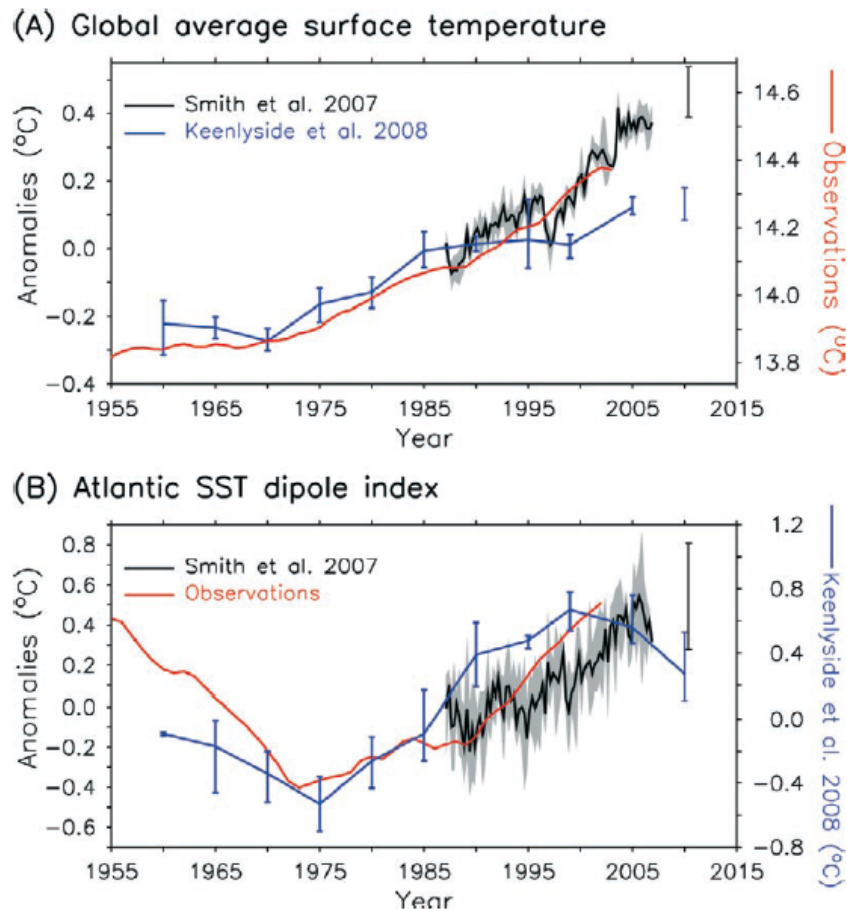 (A) Global average surface temperature
Smith et al. 2007
Keenlyside et al. 2008
0.4
0.2
0.0
-0.2
-0.4
Anomalies (°C)
14.6
14.4
14.2
14.0
13.8
Observations (°C)
1955 1965 1975 1985 1995 2005 2015
Year
(B) Atlantic SST dipole index
Smith et al. 2007
Observations
0.8
0.6
0.4
0.2
0.0
-0.2
-0.4
-0.6
Anomalies (°C)
1.2
0.8
0.4
0.0
-0.4
-0.8
Keenlyside et al. 2008 (°C)
1955 1965 1975 1985 1995 2005 2015
Year